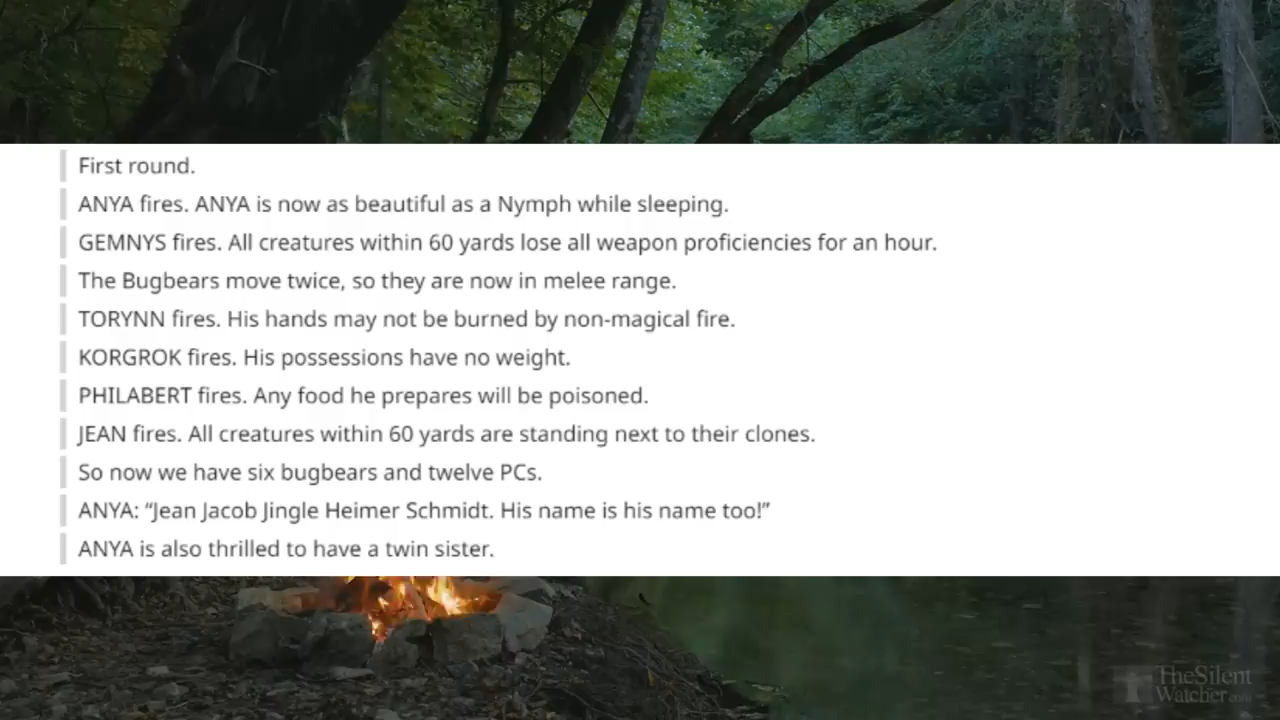 First round.
ANYA fires. ANYA is now as beautiful as a Nymph while sleeping.
GEMNYS fires. All creatures within 60 yards lose all weapon proficiencies for an hour.
The Bugbears move twice, so they are now in melee range.
TORYNN fires. His hands may not be burned by non-magical fire.
KORGROK fires. His possessions have no weight.
PHILABERT fires. Any food he prepares will be poisoned.
JEAN fires. All creatures within 60 yards are standing next to their clones.
So now we have six bugbears and twelve PCs.
ANYA: “Jean Jacob Jingle Heimer Schmidt. His name is his name too!”
ANYA is also thrilled to have a twin sister.
TheSilent
Watcher.com